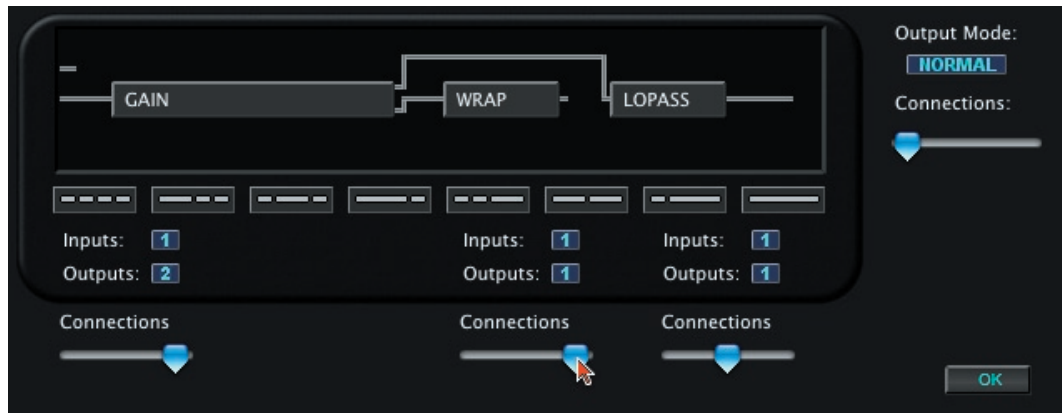 Output Mode:
NORMAL
Connections:
GAIN WRAP LOPASS
Inputs: 1 Inputs: 1 Inputs: 1
Outputs: 2 Outputs: 1 Outputs: 1
Connections Connections Connections
OK